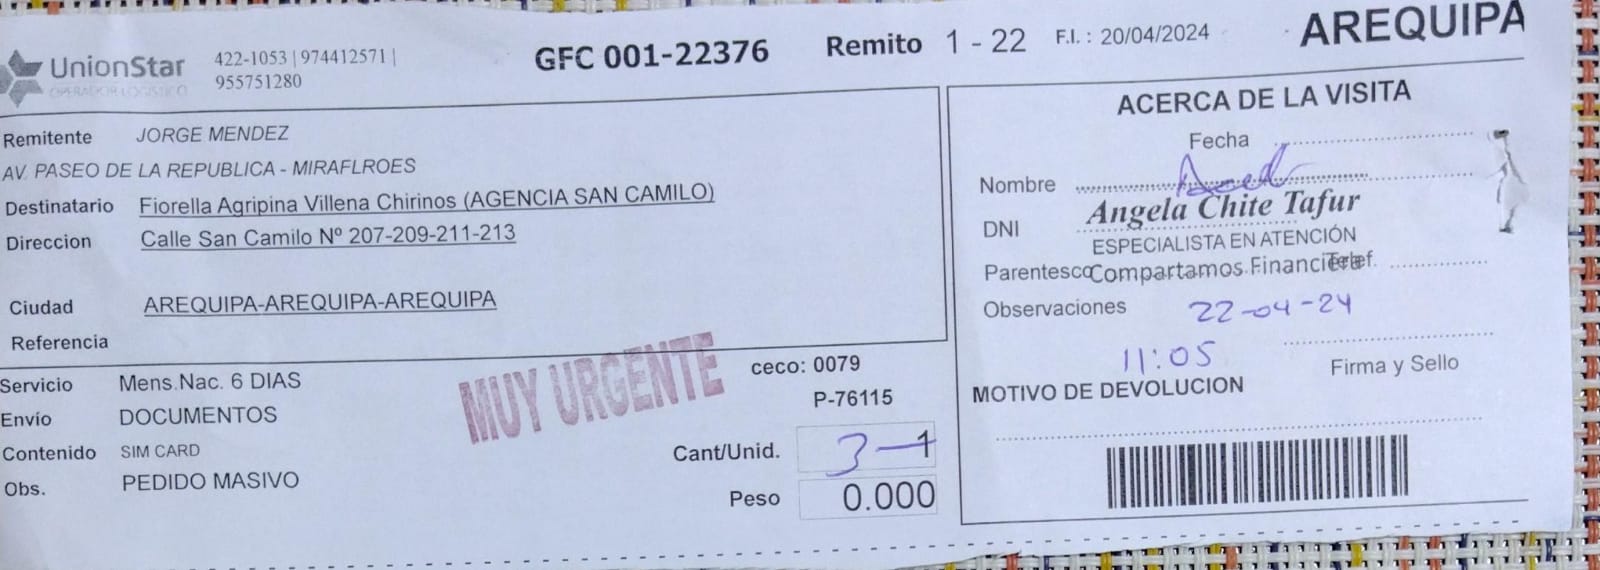 UnionStar
OPERADOR LOGISTICO
422-1053 | 974412571 |
955751280
GFC 001-22376
Remito 1 - 22
F.I. : 20/04/2024
AREQUIPA
Remitente JORGE MENDEZ
AV. PASEO DE LA REPUBLICA - MIRAFLROES
Destinatario Fiorella Agripina Villena Chirinos (AGENCIA SAN CAMILO)
Direccion Calle San Camilo Nº 207-209-211-213
Ciudad AREQUIPA-AREQUIPA-AREQUIPA
Referencia
Servicio Mens.Nac. 6 DIAS
Envío DOCUMENTOS
Contenido SIM CARD
Obs. PEDIDO MASIVO
MUY URGENTE
ceco: 0079
P-76115
Cant/Unid. 3-1
Peso 0.000
ACERCA DE LA VISITA
Fecha
Nombre
Angela Chite Tafur
DNI
ESPECIALISTA EN ATENCIÓN
Parentesco Compartamos Financiera Telef.
Observaciones 22-04-24
11:05
Firma y Sello
MOTIVO DE DEVOLUCION